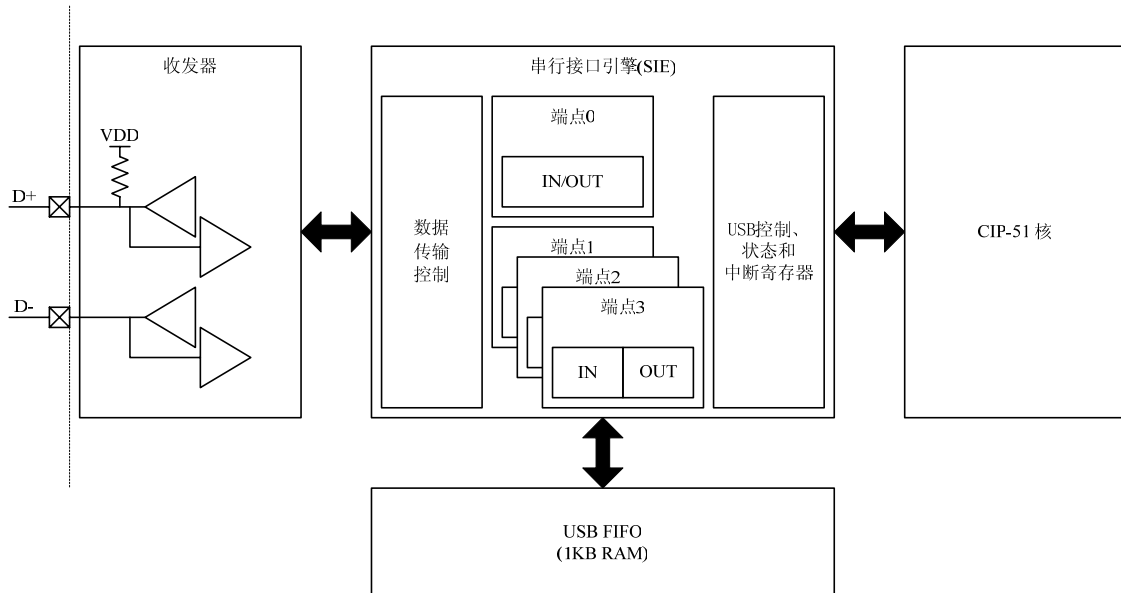 收发器
VDD
D+
D-
串行接口引擎(SIE)
数据
传输
控制
端点0
IN/OUT
端点1
端点2
端点3
IN
OUT
USB控制、
状态和
中断寄存器
CIP-51 核
USB FIFO
(1KB RAM)